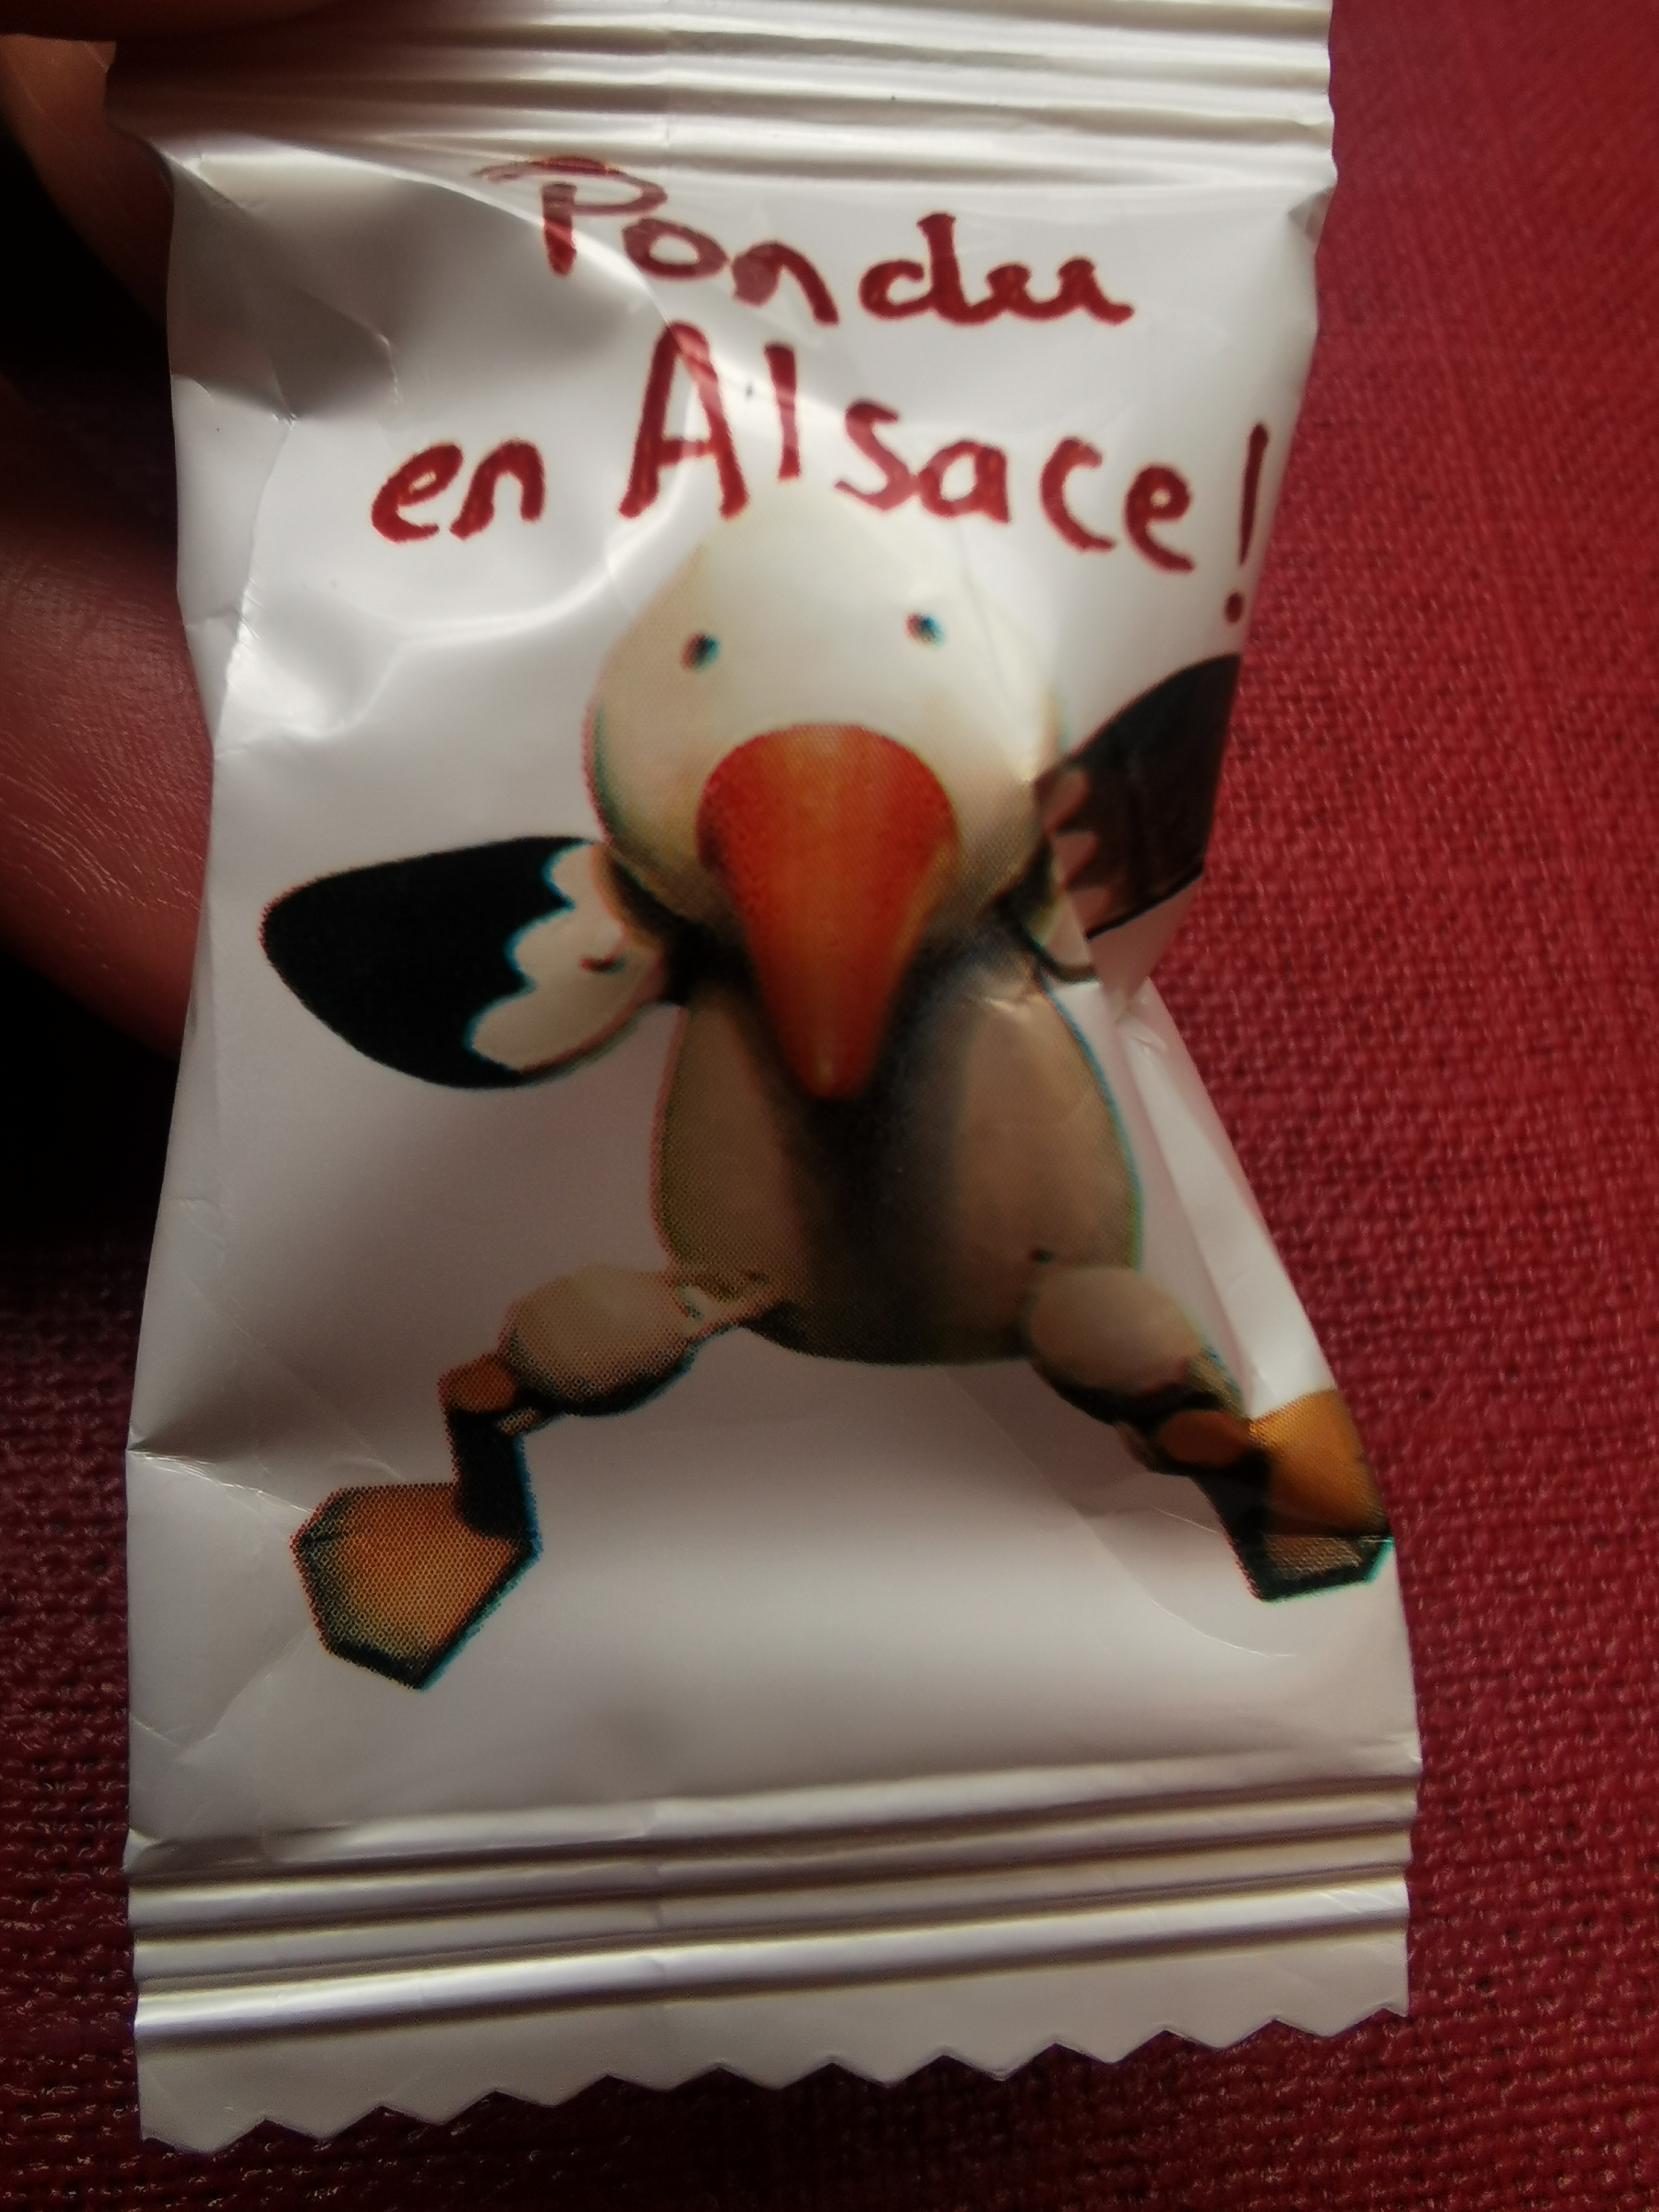 Pondu
en Alsace!